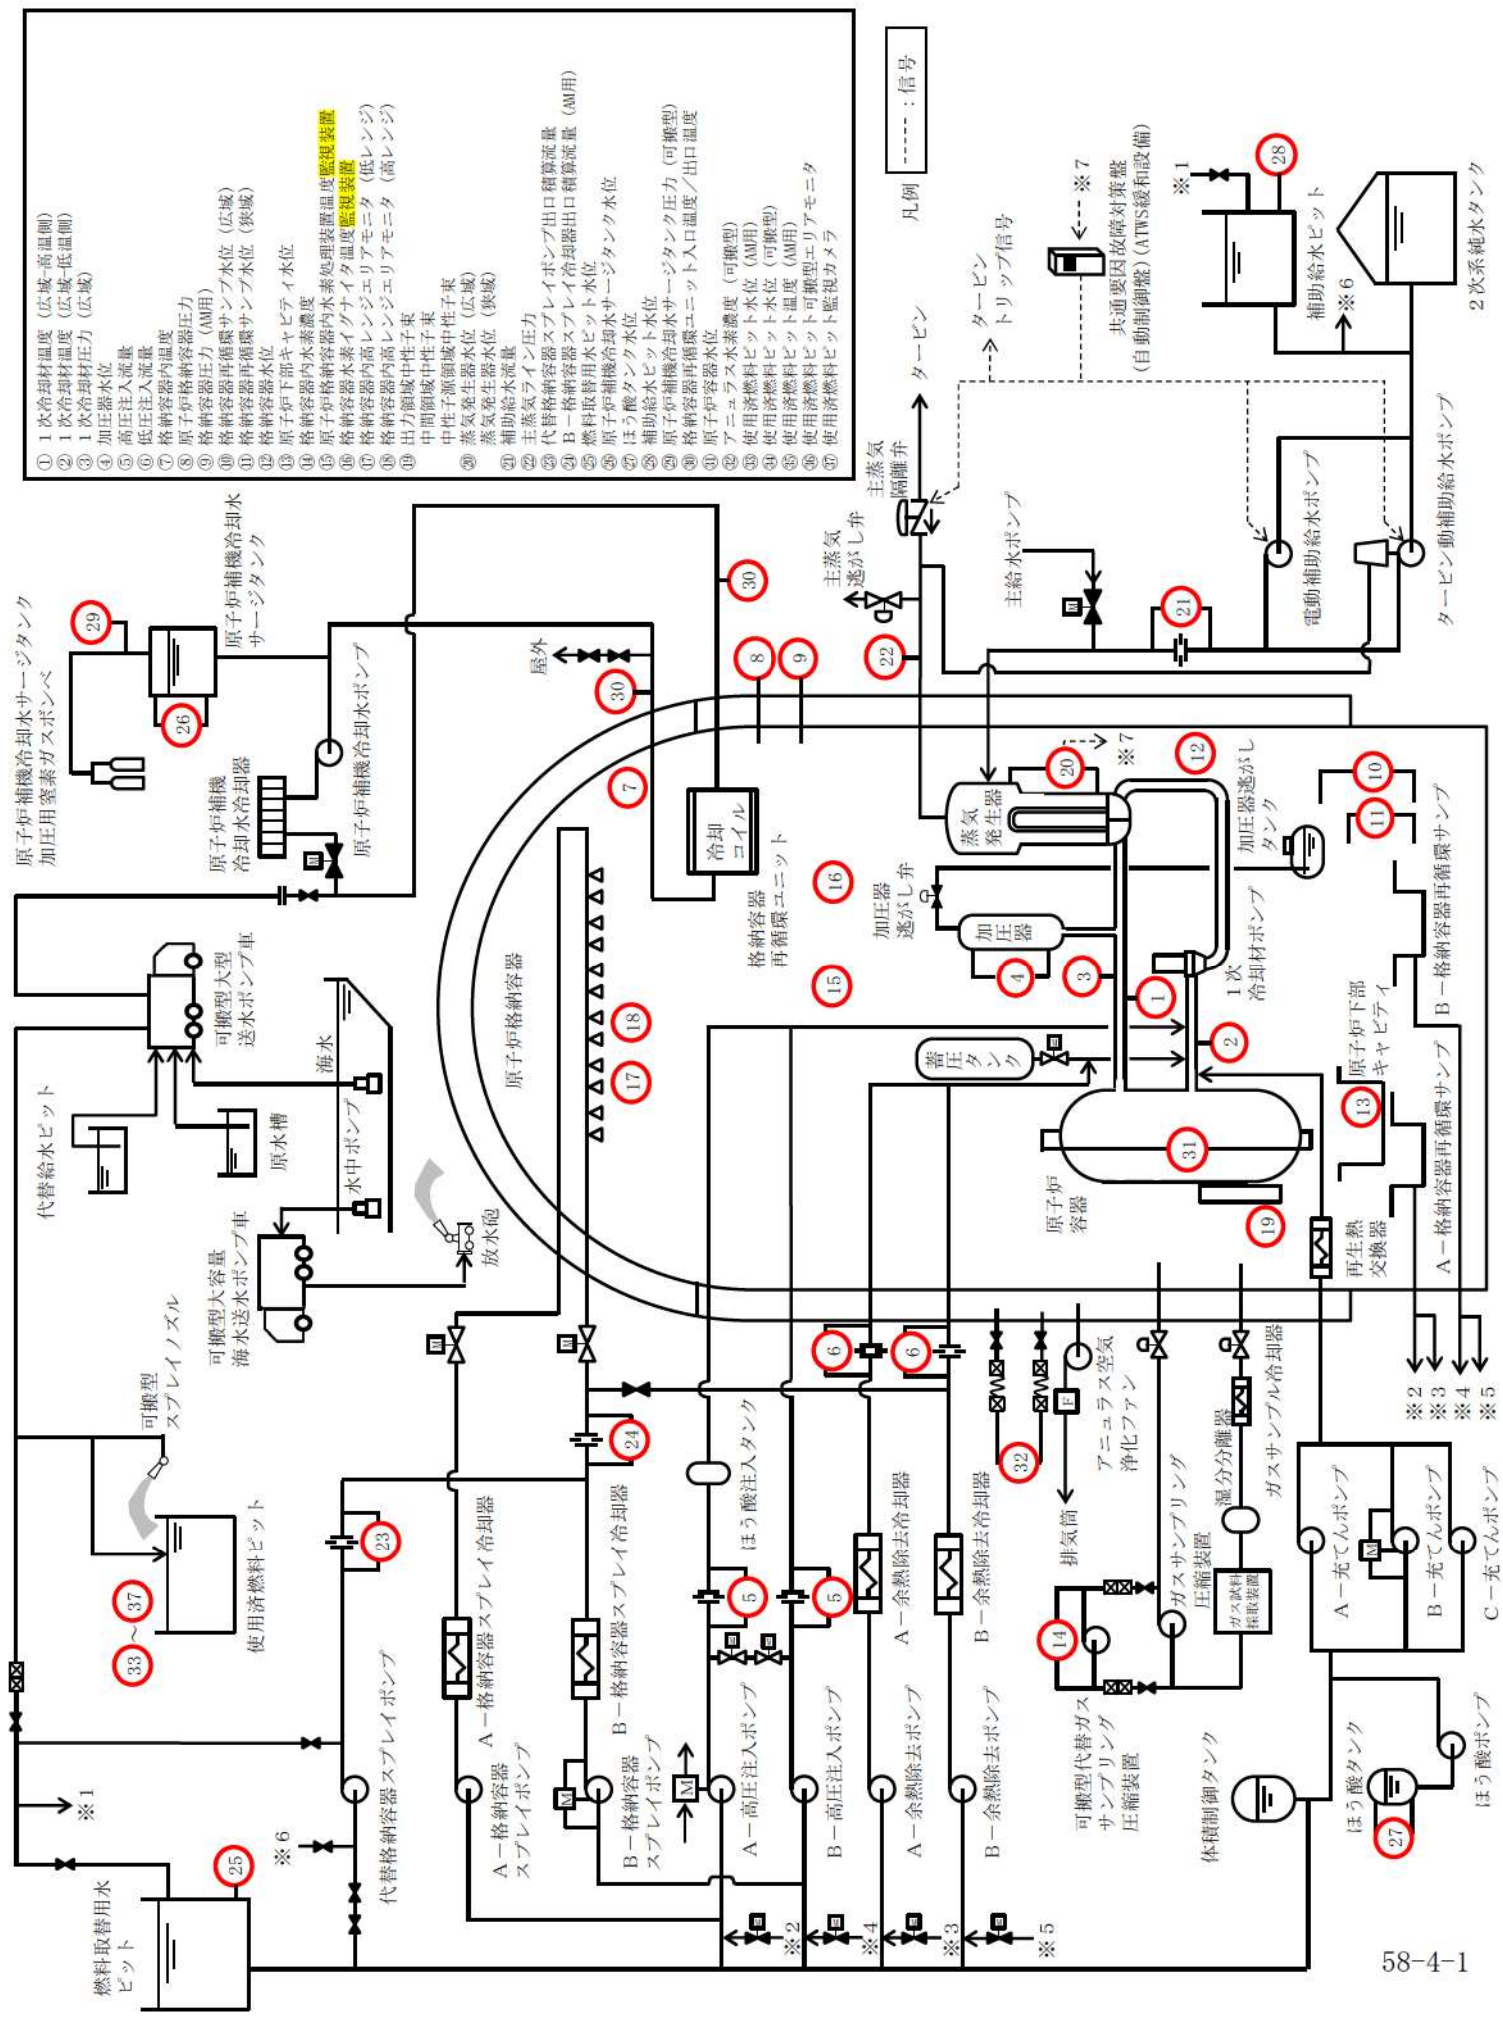 ① 1次冷却材温度（広域-高温側）
② 1次冷却材温度（広域-低温側）
③ 1次冷却材圧力（広域）
④ 加圧器水位
⑤ 高圧注入流量
⑥ 低圧注入流量
⑦ 格納容器内温度
⑧ 原子炉格納容器圧力
⑨ 格納容器圧力（AM用）
⑩ 格納容器再循環サンプ水位（広域）
⑪ 格納容器再循環サンプ水位（狭域）
⑫ 格納容器水位
⑬ 原子炉下部キャビティ水位
⑭ 格納容器内水素濃度
⑮ 原子炉格納容器内水素処理装置温度監視装置
⑯ 格納容器水素イグナイタ温度監視装置
⑰ 格納容器内高レンジエリアモニタ（低レンジ）
⑱ 格納容器内高レンジエリアモニタ（高レンジ）
⑲ 出力領域中性子束
中間領域中性子束
中性子源領域中性子束
⑳ 蒸気発生器水位（広域）
蒸気発生器水位（狭域）
㉑ 補助給水流量
㉒ 主蒸気ライン圧力
㉓ 代替格納容器スプレイポンプ出口積算流量
㉔ B－格納容器スプレイ冷却器出口積算流量（AM用）
㉕ 燃料取替用水ピット水位
㉖ 原子炉補機冷却水サージタンク水位
㉗ ほう酸タンク水位
㉘ 補助給水ピット水位
㉙ 原子炉補機冷却水サージタンク圧力（可搬型）
㉚ 格納容器再循環ユニット入口温度／出口温度
㉛ 原子炉容器水位
㉜ アニュラス水素濃度（可搬型）
㉝ 使用済燃料ピット水位（AM用）
㉞ 使用済燃料ピット水位（可搬型）
㉟ 使用済燃料ピット温度（AM用）
㊱ 使用済燃料ピット可搬型エリアモニタ
㊲ 使用済燃料ピット監視カメラ
凡例
----：信号
原子炉補機冷却水サージタンク
加圧用窒素ガスボンベ
29
原子炉補機冷却水
サージタンク
26
原子炉補機
冷却水冷却器
M
原子炉補機冷却水ポンプ
屋外
30
30
7
8
9
冷却
コイル
格納容器
再循環ユニット
16
15
原子炉格納容器
18
17
可搬型大型
送水ポンプ車
海水
代替給水ピット
原水槽
水中ポンプ
可搬型大容量
海水送水ポンプ車
放水砲
可搬型
スプレイノズル
使用済燃料ピット
33
～
37
※1
燃料取替用水
ピット
25
※6
代替格納容器スプレイポンプ
23
24
M
M
A－格納容器スプレイ冷却器
A－格納容器
スプレイポンプ
B－格納容器スプレイ冷却器
M
B－格納容器
スプレイポンプ
M
A－高圧注入ポンプ
B－高圧注入ポンプ
5
5
ほう酸注入タンク
6
6
A－余熱除去冷却器
B－余熱除去冷却器
A－余熱除去ポンプ
B－余熱除去ポンプ
※2
※4
※3
※5
32
F
排気筒
アニュラス空気
浄化ファン
14
可搬型代替ガス
サンプリング
圧縮装置
ガスサンプリング
圧縮装置
湿分分離器
ガスサンプル冷却器
ガス試料
採取装置
A－充てんポンプ
M
B－充てんポンプ
C－充てんポンプ
体積制御タンク
ほう酸タンク
27
ほう酸ポンプ
再生熱
交換器
原子炉
容器
31
19
13
原子炉下部
キャビティ
A－格納容器再循環サンプ
B－格納容器再循環サンプ
10
11
※2
※3
※4
※5
蓄圧
タンク
加圧器
逃がし弁
加圧器
4
3
1
2
1次
冷却材ポンプ
蒸気
発生器
20
※7
12
加圧器逃がし
タンク
22
主蒸気
逃がし弁
主蒸気
隔離弁
タービン
タービン
トリップ信号
※7
共通要因故障対策盤
(自動制御盤)(ATWS緩和設備)
主給水ポンプ
M
21
電動補助給水ポンプ
タービン動補助給水ポンプ
※1
28
補助給水ピット
※6
2次系純水タンク
58-4-1